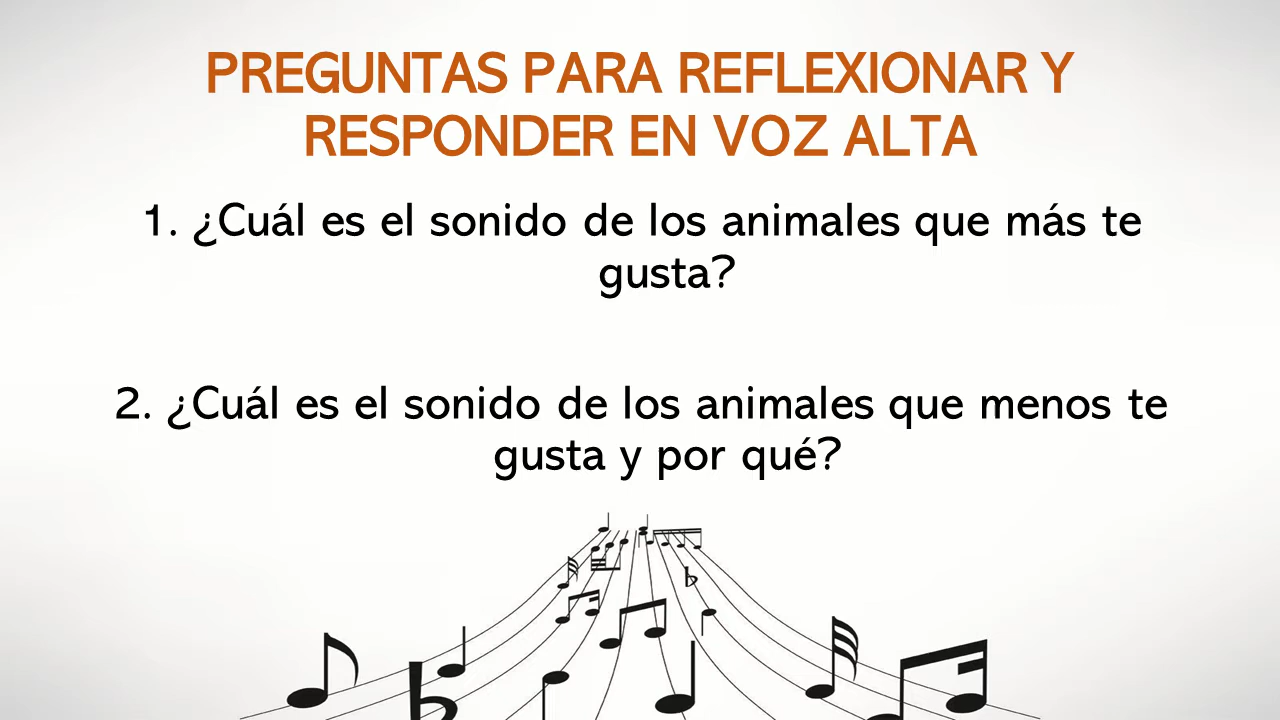 PREGUNTAS PARA REFLEXIONAR Y
RESPONDER EN VOZ ALTA
1. ¿Cuál es el sonido de los animales que más te
gusta?
2. ¿Cuál es el sonido de los animales que menos te
gusta y por qué?